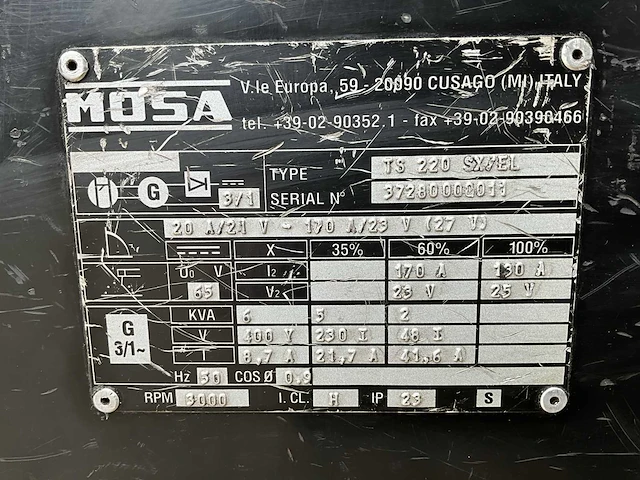 MOSA
V.le Europa, 59 - 20090 CUSAGO (MI) ITALY
tel. +39-02-90352.1 - fax +39-02-90390466
G 3/1
TYPE TS 220 SX/EL
SERIAL N°
20 A/21 V - 170 A/23 V (27 V)
X 35% 60% 100%
U0 V I2 170 A 130 A
65 V2 23 V 25 V
G 3/1~
KVA 6 5 2
V 400 Y 230 I 48 I
I 8,7 A 21,7 A 41,6 A
Hz 50 COS Ø 0.9
RPM 3000 I. CL. H IP 23 S